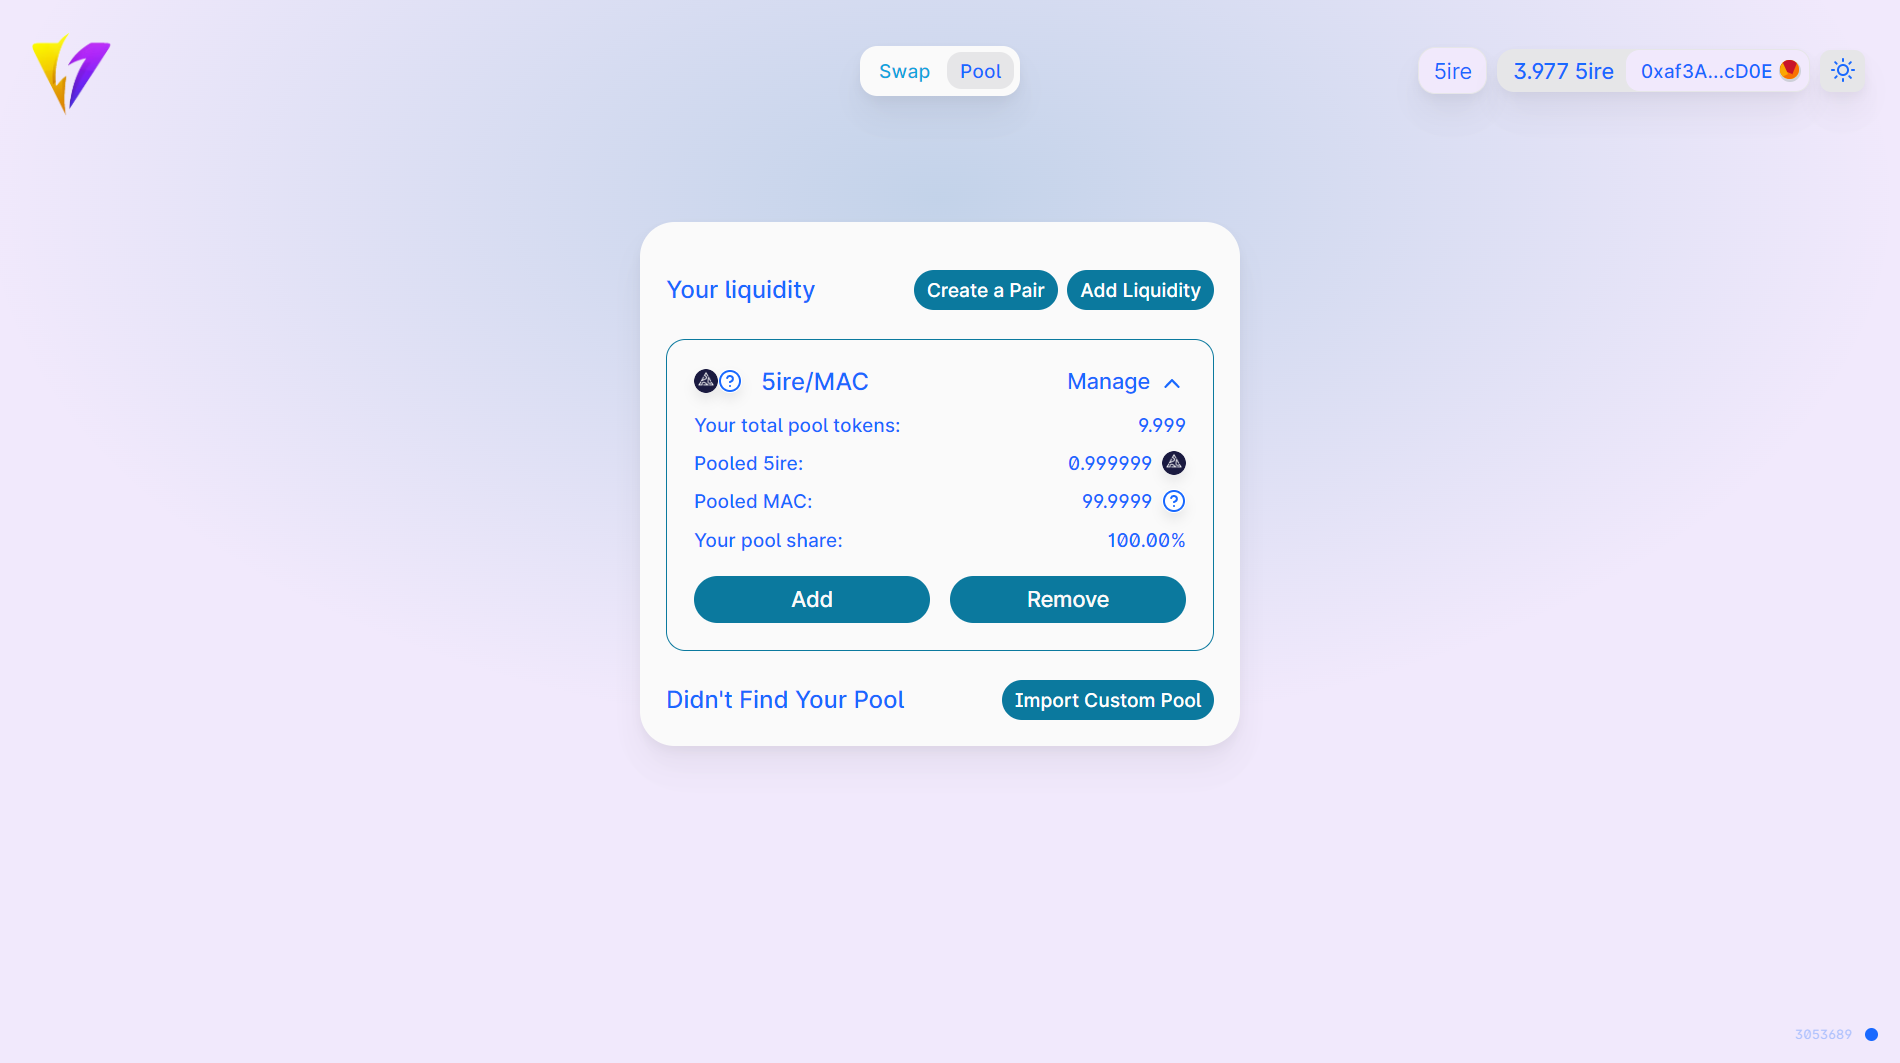 Swap Pool
5ire 3.977 5ire 0xaf3A...cD0E
Your liquidity Create a Pair Add Liquidity
5ire/MAC Manage
Your total pool tokens: 9.999
Pooled 5ire: 0.999999
Pooled MAC: 99.9999
Your pool share: 100.00%
Add Remove
Didn't Find Your Pool Import Custom Pool
3053689